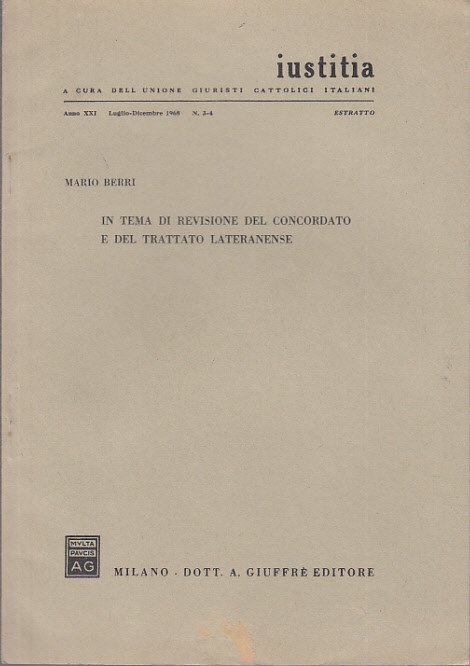 iustitia
A CURA DELL UNIONE GIURISTI CATTOLICI ITALIANI
Anno XXI Luglio-Dicembre 1968 N. 3-4 ESTRATTO
MARIO BERRI
IN TEMA DI REVISIONE DEL CONCORDATO
E DEL TRATTATO LATERANENSE
MVLTA
PAVCIS
AG
MILANO - DOTT. A. GIUFFRÈ EDITORE